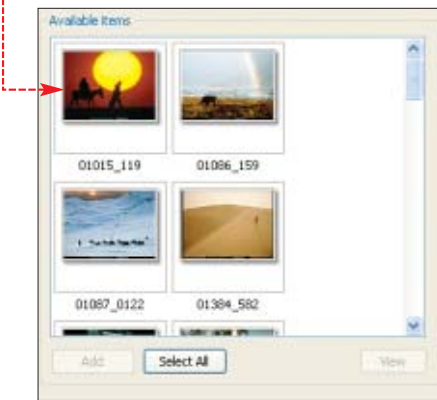 Available Items
01015_119
01086_159
01087_0122
01384_582
Add
Select All
View